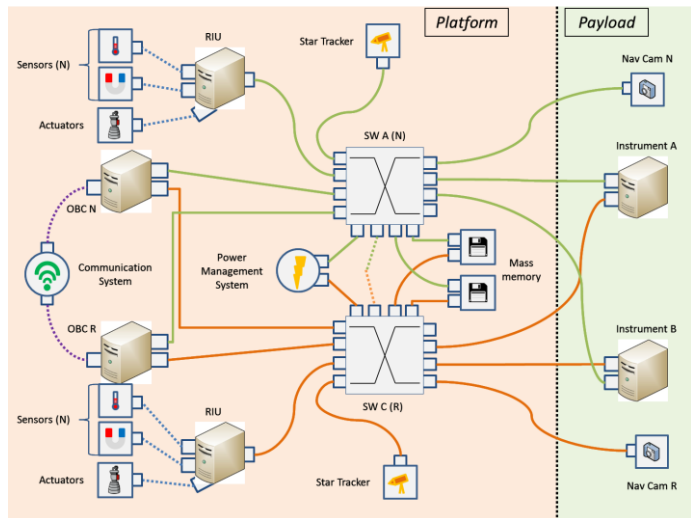 Platform
Payload
RIU
Star Tracker
Sensors (N)
Nav Cam N
Actuators
SW A (N)
Instrument A
OBC N
Communication
System
Power
Management
System
Mass
memory
OBC R
Instrument B
Sensors (N)
RIU
SW C (R)
Actuators
Star Tracker
Nav Cam R